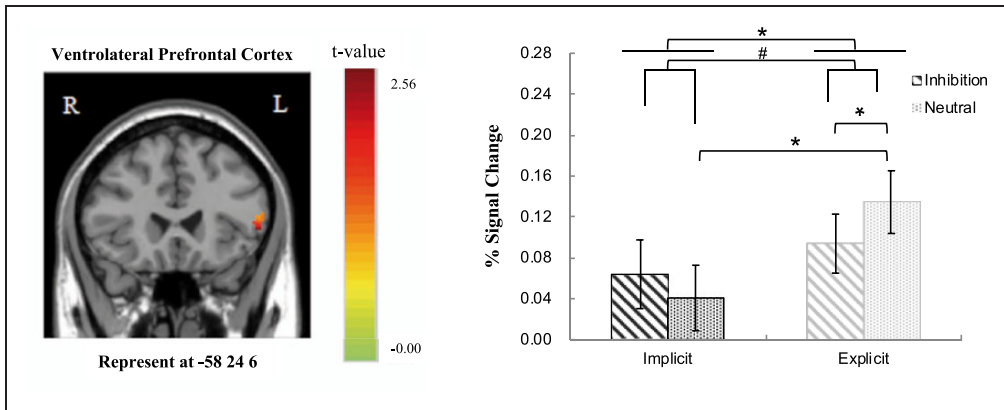 Ventrolateral Prefrontal Cortex
t-value
R
L
2.56
-0.00
Represent at -58 24 6
% Signal Change
0.28
0.24
0.20
0.16
0.12
0.08
0.04
0.00
*
#
*
*
Inhibition
Neutral
Implicit
Explicit